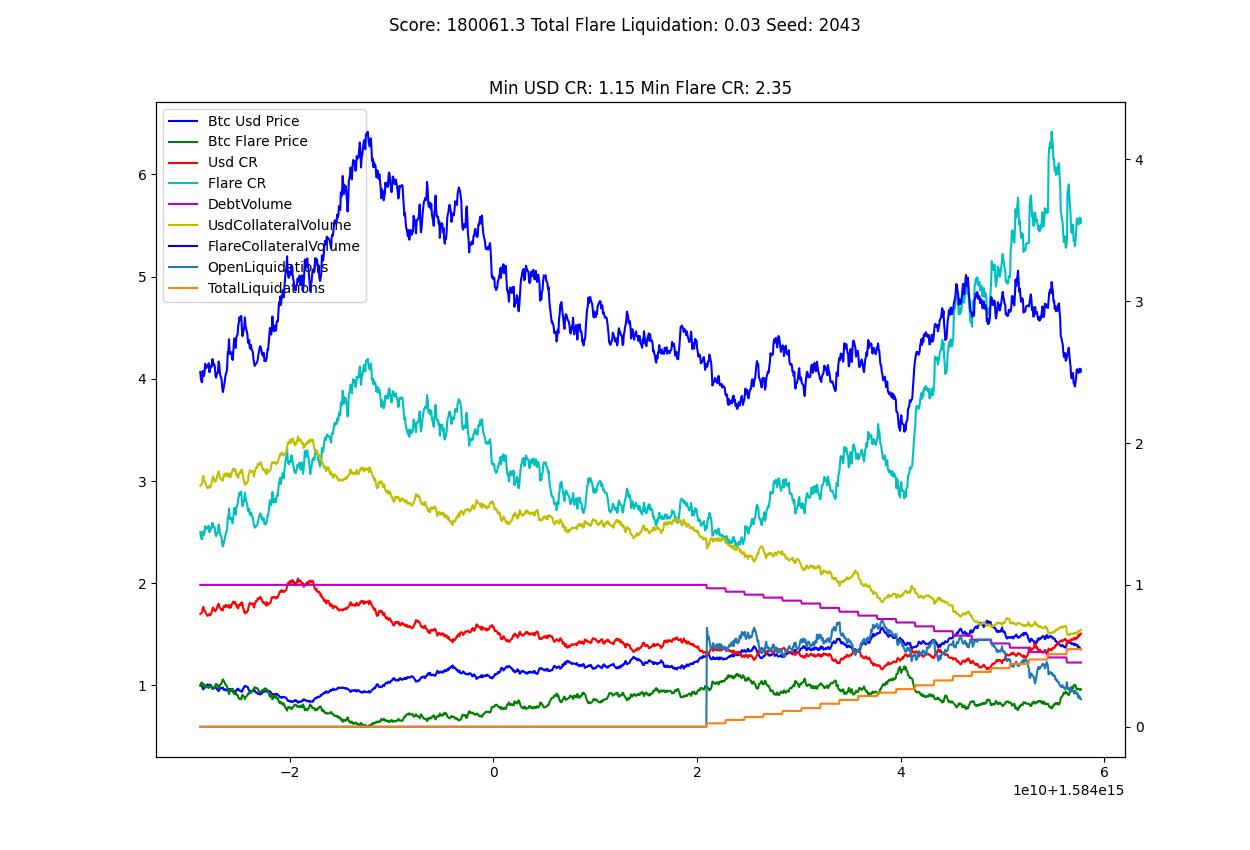 Score: 180061.3 Total Flare Liquidation: 0.03 Seed: 2043
Min USD CR: 1.15 Min Flare CR: 2.35
Btc Usd Price
Btc Flare Price
Usd CR
Flare CR
DebtVolume
UsdCollateralVolume
FlareCollateralVolume
OpenLiquidations
TotalLiquidations
6
5
4
3
2
1
4
3
2
1
0
−2
0
2
4
6
1e10+1.584e15